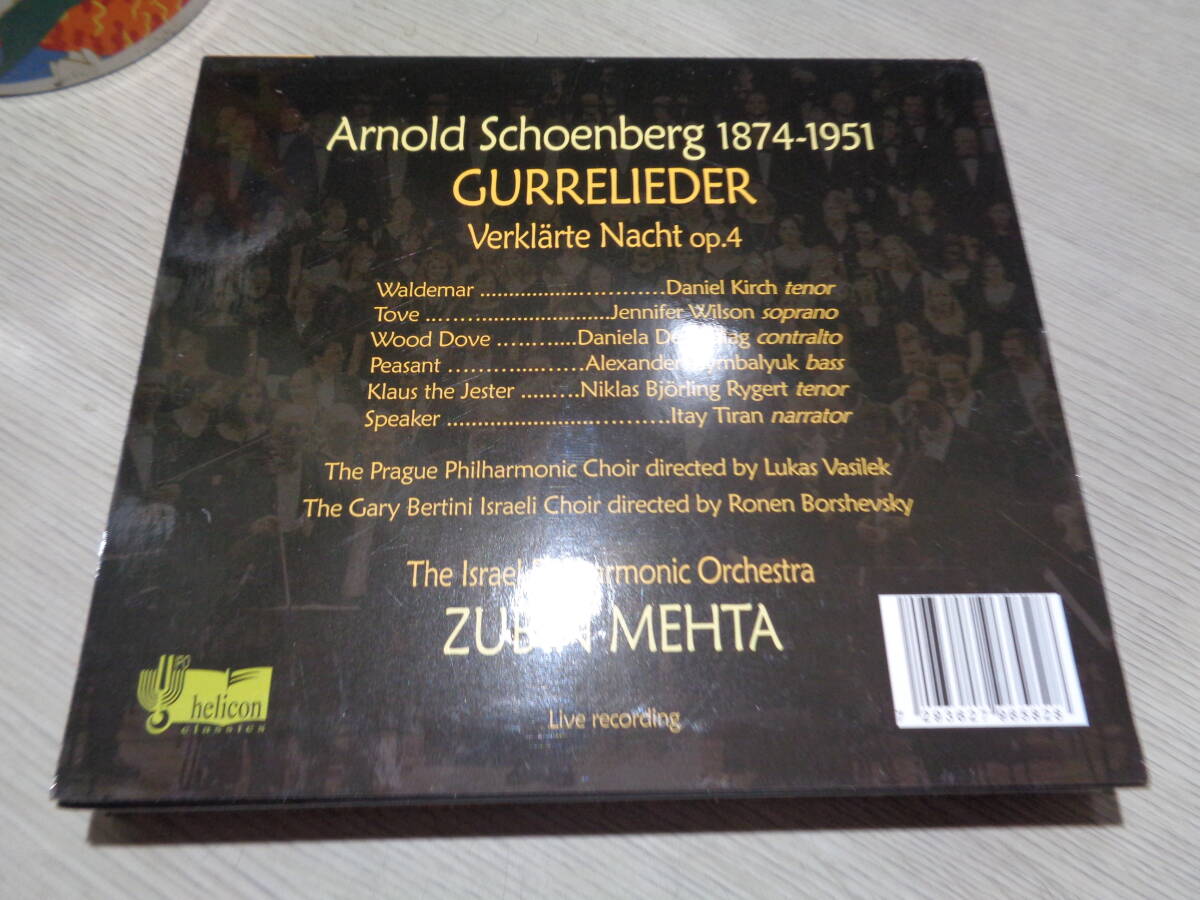 Arnold Schoenberg 1874-1951
GURRELIEDER
Verklärte Nacht op.4
Waldemar ............................Daniel Kirch tenor
Tove ..............................Jennifer Wilson soprano
Wood Dove ............Daniela contralto
Peasant ..................Alexander bass
Klaus the Jester .........Niklas Björling Rygert tenor
Speaker ...................................Itay Tiran narrator
The Prague Philharmonic Choir directed by Lukas Vasilek
The Gary Bertini Israeli Choir directed by Ronen Borshevsky
The Israel Philharmonic Orchestra
ZUBIN MEHTA
IPO
helicon
classics
Live recording